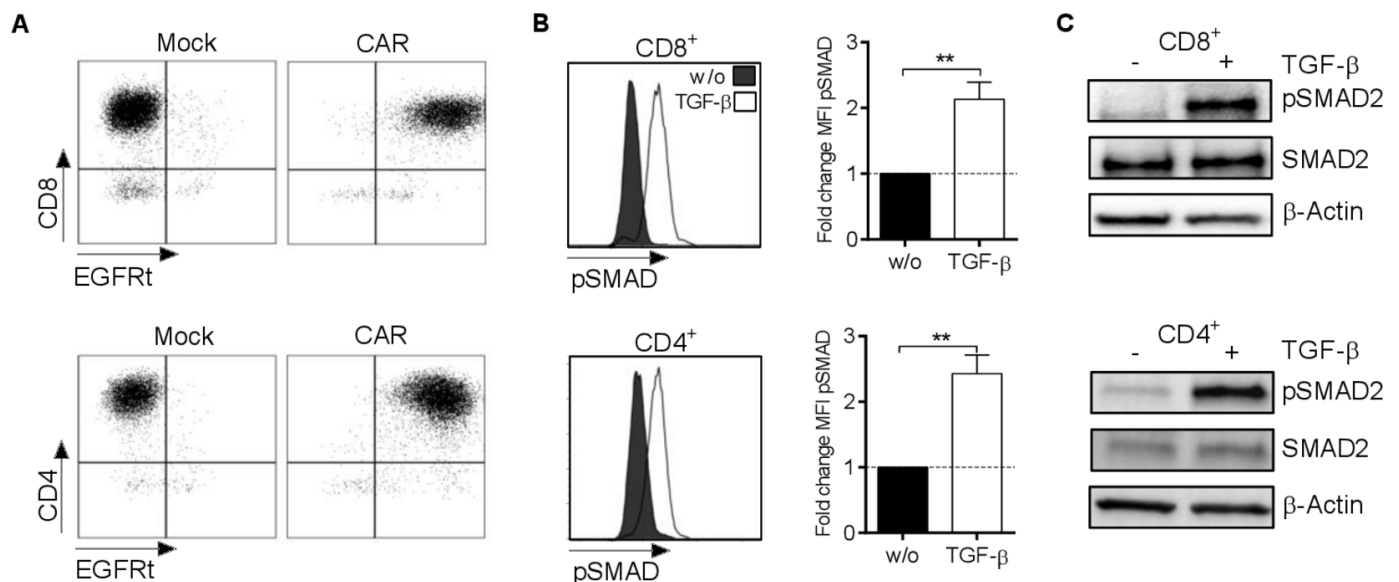 A
Mock
CAR
CD8
EGFRt
Mock
CAR
CD4
EGFRt
B
CD8⁺
w/o
TGF-β
pSMAD
Fold change MFI pSMAD
3
2
1
0
**
w/o
TGF-β
CD4⁺
pSMAD
Fold change MFI pSMAD
3
2
1
0
**
w/o
TGF-β
C
CD8⁺
- + TGF-β
pSMAD2
SMAD2
β-Actin
CD4⁺
- + TGF-β
pSMAD2
SMAD2
β-Actin